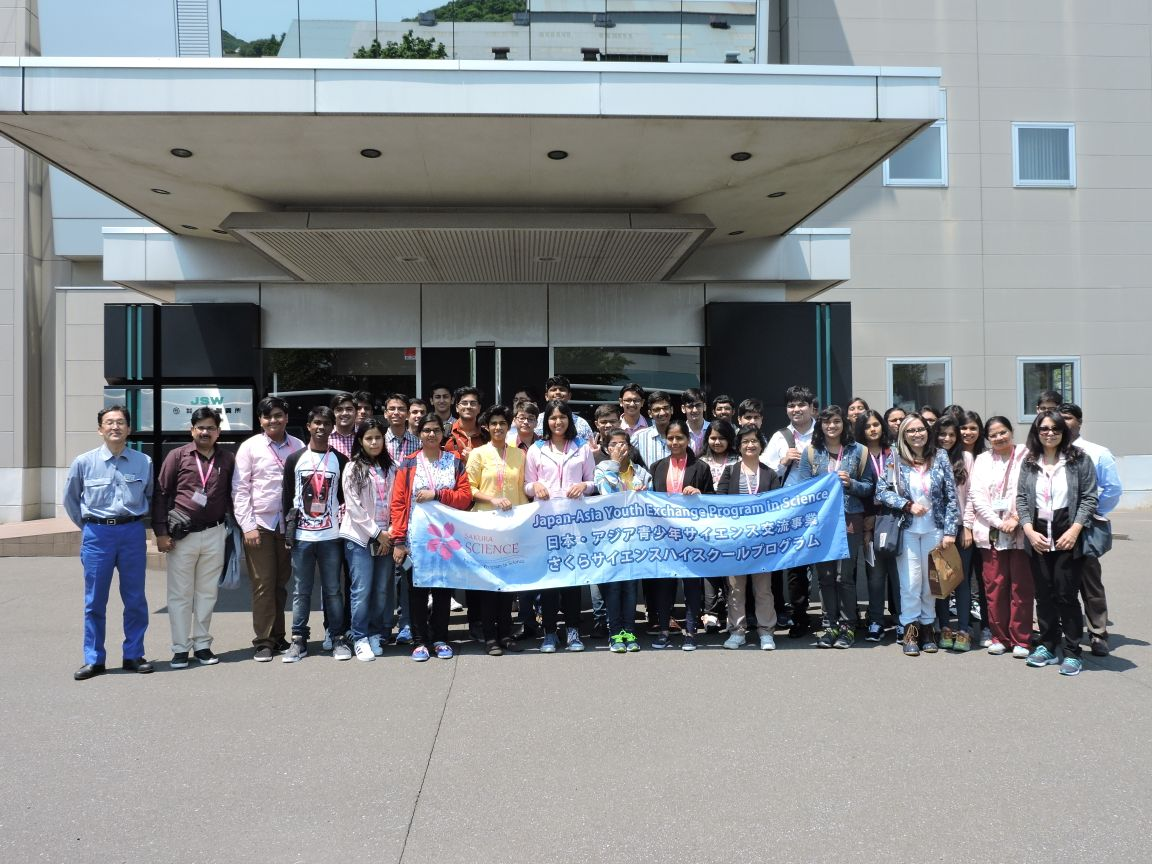 JSW
Japan-Asia Youth Exchange Program in Science
日本・アジア青少年サイエンス交流事業
さくらサイエンスハイスクールプログラム
SAKURA
SCIENCE